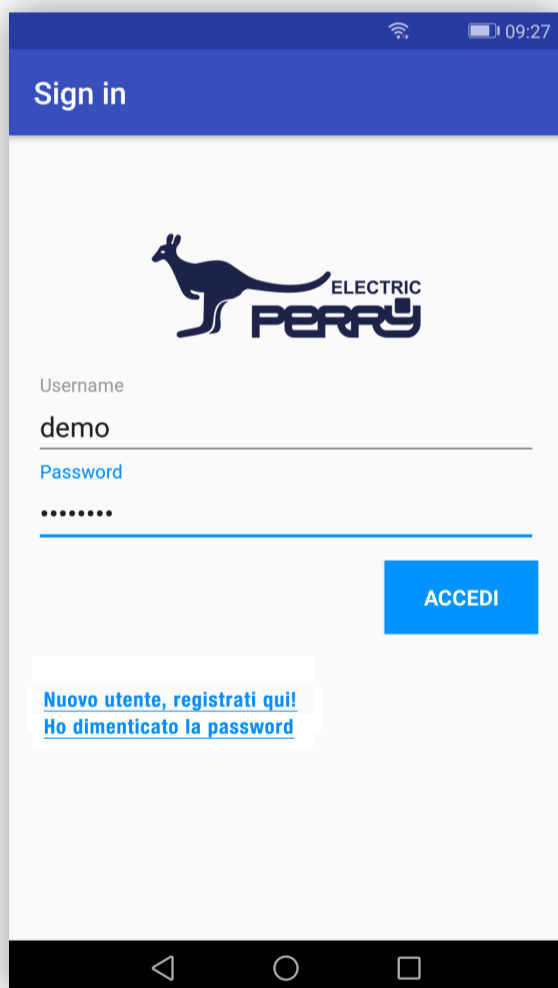 09:27
Sign in
ELECTRIC
PERRY
Username
demo
Password
••••••••
ACCEDI
Nuovo utente, registrati qui!
Ho dimenticato la password